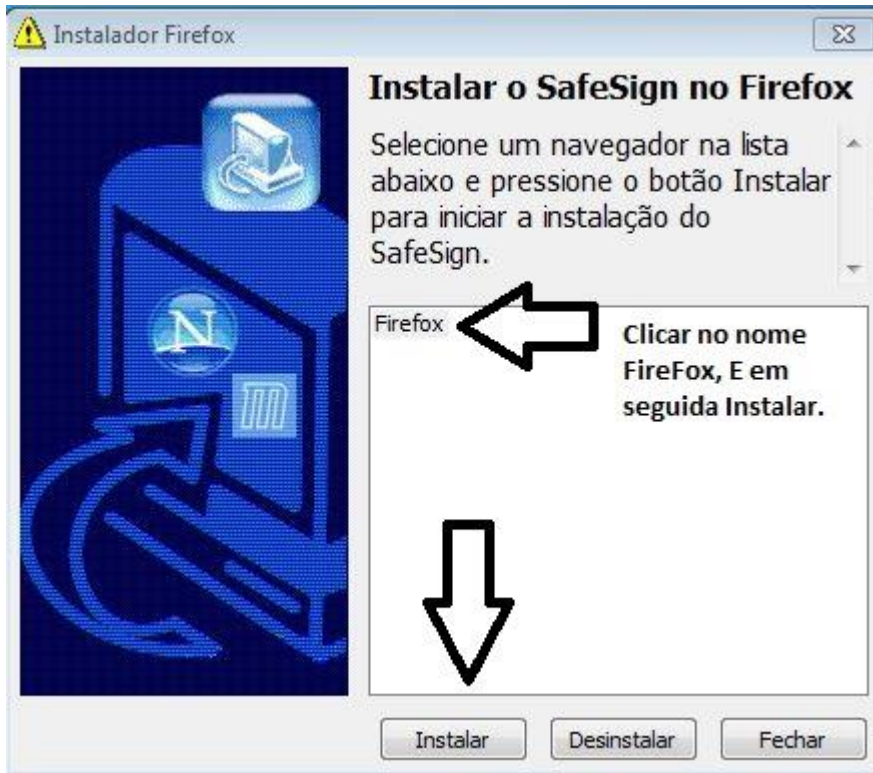 Instalador Firefox
Instalar o SafeSign no Firefox
Selecione um navegador na lista
abaixo e pressione o botão Instalar
para iniciar a instalação do
SafeSign.
Firefox
Clicar no nome
FireFox, E em
seguida Instalar.
N
m
Instalar
Desinstalar
Fechar